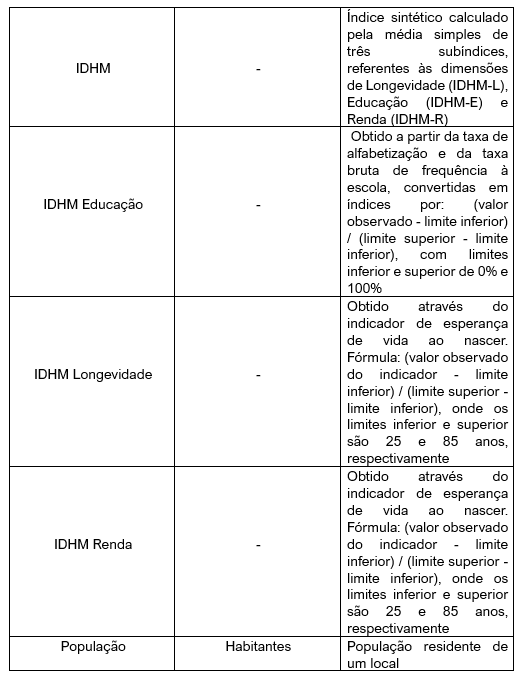 IDHM
-
Índice sintético calculado
pela média simples de
três subíndices,
referentes às dimensões
de Longevidade (IDHM-L),
Educação (IDHM-E) e
Renda (IDHM-R)
IDHM Educação
-
Obtido a partir da taxa de
alfabetização e da taxa
bruta de frequência à
escola, convertidas em
índices por: (valor
observado - limite inferior)
/ (limite superior - limite
inferior), com limites
inferior e superior de 0% e
100%
IDHM Longevidade
-
Obtido através do
indicador de esperança
de vida ao nascer.
Fórmula: (valor observado
do indicador - limite
inferior) / (limite superior -
limite inferior), onde os
limites inferior e superior
são 25 e 85 anos,
respectivamente
IDHM Renda
-
Obtido através do
indicador de esperança
de vida ao nascer.
Fórmula: (valor observado
do indicador - limite
inferior) / (limite superior -
limite inferior), onde os
limites inferior e superior
são 25 e 85 anos,
respectivamente
População
Habitantes
População residente de
um local